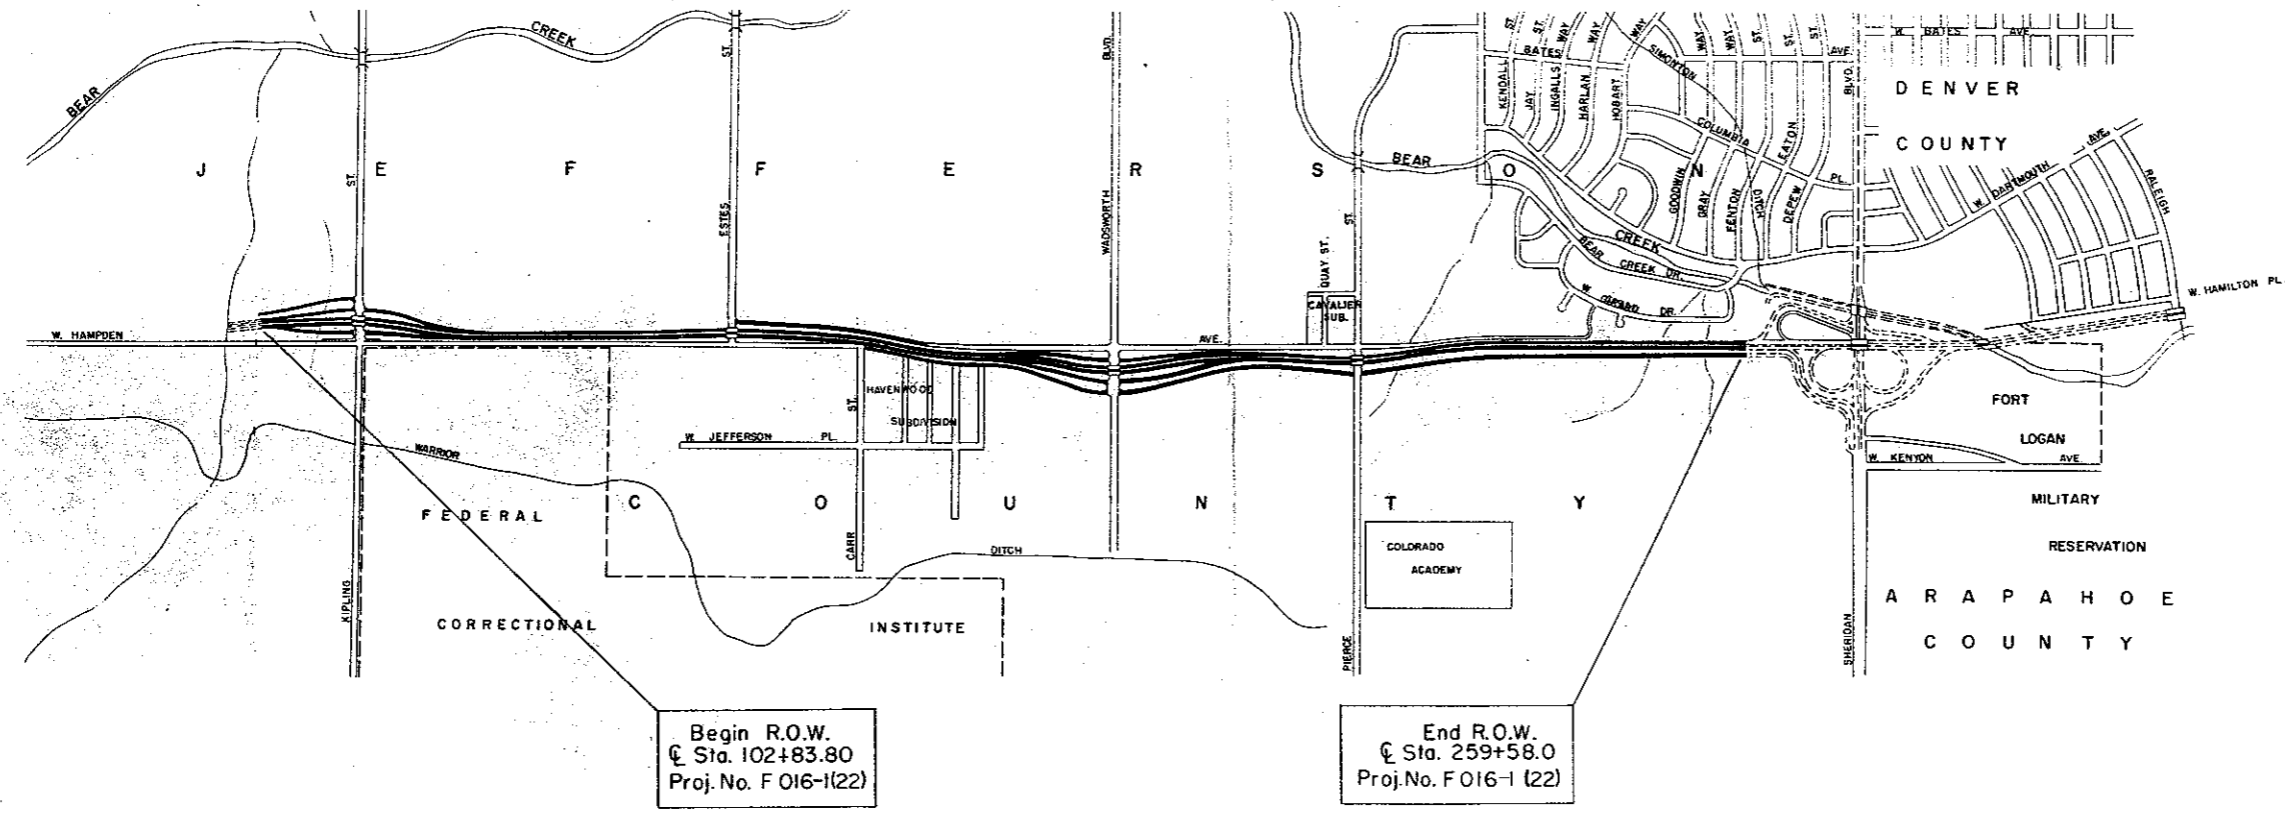 BEAR
CREEK
ST.
ST.
BLVD.
KIPLING
ESTES
WADSWORTH
J E F F E R S O N
C O U N T Y
W. HAMPDEN
AVE.
WARRIOR
DITCH
FEDERAL
CORRECTIONAL
INSTITUTE
W. JEFFERSON PL.
HAVENWOOD
SUBDIVISION
ST.
CARR
QUAY ST.
CAVALIER
SUB.
ST.
PIERCE
COLORADO
ACADEMY
BEAR
CREEK
BEAR
CREEK DR.
W.
DR.
ST.
ST.
WAY
WAY
WAY
WAY
WAY
ST.
ST.
ST.
BATES
AVE.
KENDALL
JAY
INGALLS
HARLAN
HOBART
SIMONTON
DITCH
COLUMBIA
PL.
GOODWIN
GRAY
FENTON
EATON
DEPEW
BLVD.
SHERIDAN
W. BATES AVE.
DENVER
COUNTY
W. DARTMOUTH AVE.
RALEIGH
W. HAMILTON PL.
FORT
LOGAN
W. KENYON AVE.
MILITARY
RESERVATION
ARAPAHOE
COUNTY
Begin R.O.W.
℄ Sta. 102+83.80
Proj. No. F 016-1(22)
End R.O.W.
℄ Sta. 259+58.0
Proj. No. F 016-1 (22)